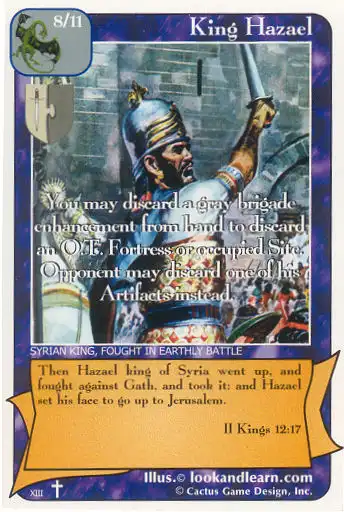 8/11
King Hazael
You may discard a gray brigade
enhancement from hand to discard
an O.T. Fortress or occupied Site.
Opponent may discard one of his
Artifacts instead.
SYRIAN KING, FOUGHT IN EARTHLY BATTLE
Then Hazael king of Syria went up, and
fought against Gath, and took it: and Hazael
set his face to go up to Jerusalem.
II Kings 12:17
Illus.© lookandlearn.com
XIII
© Cactus Game Design, Inc.